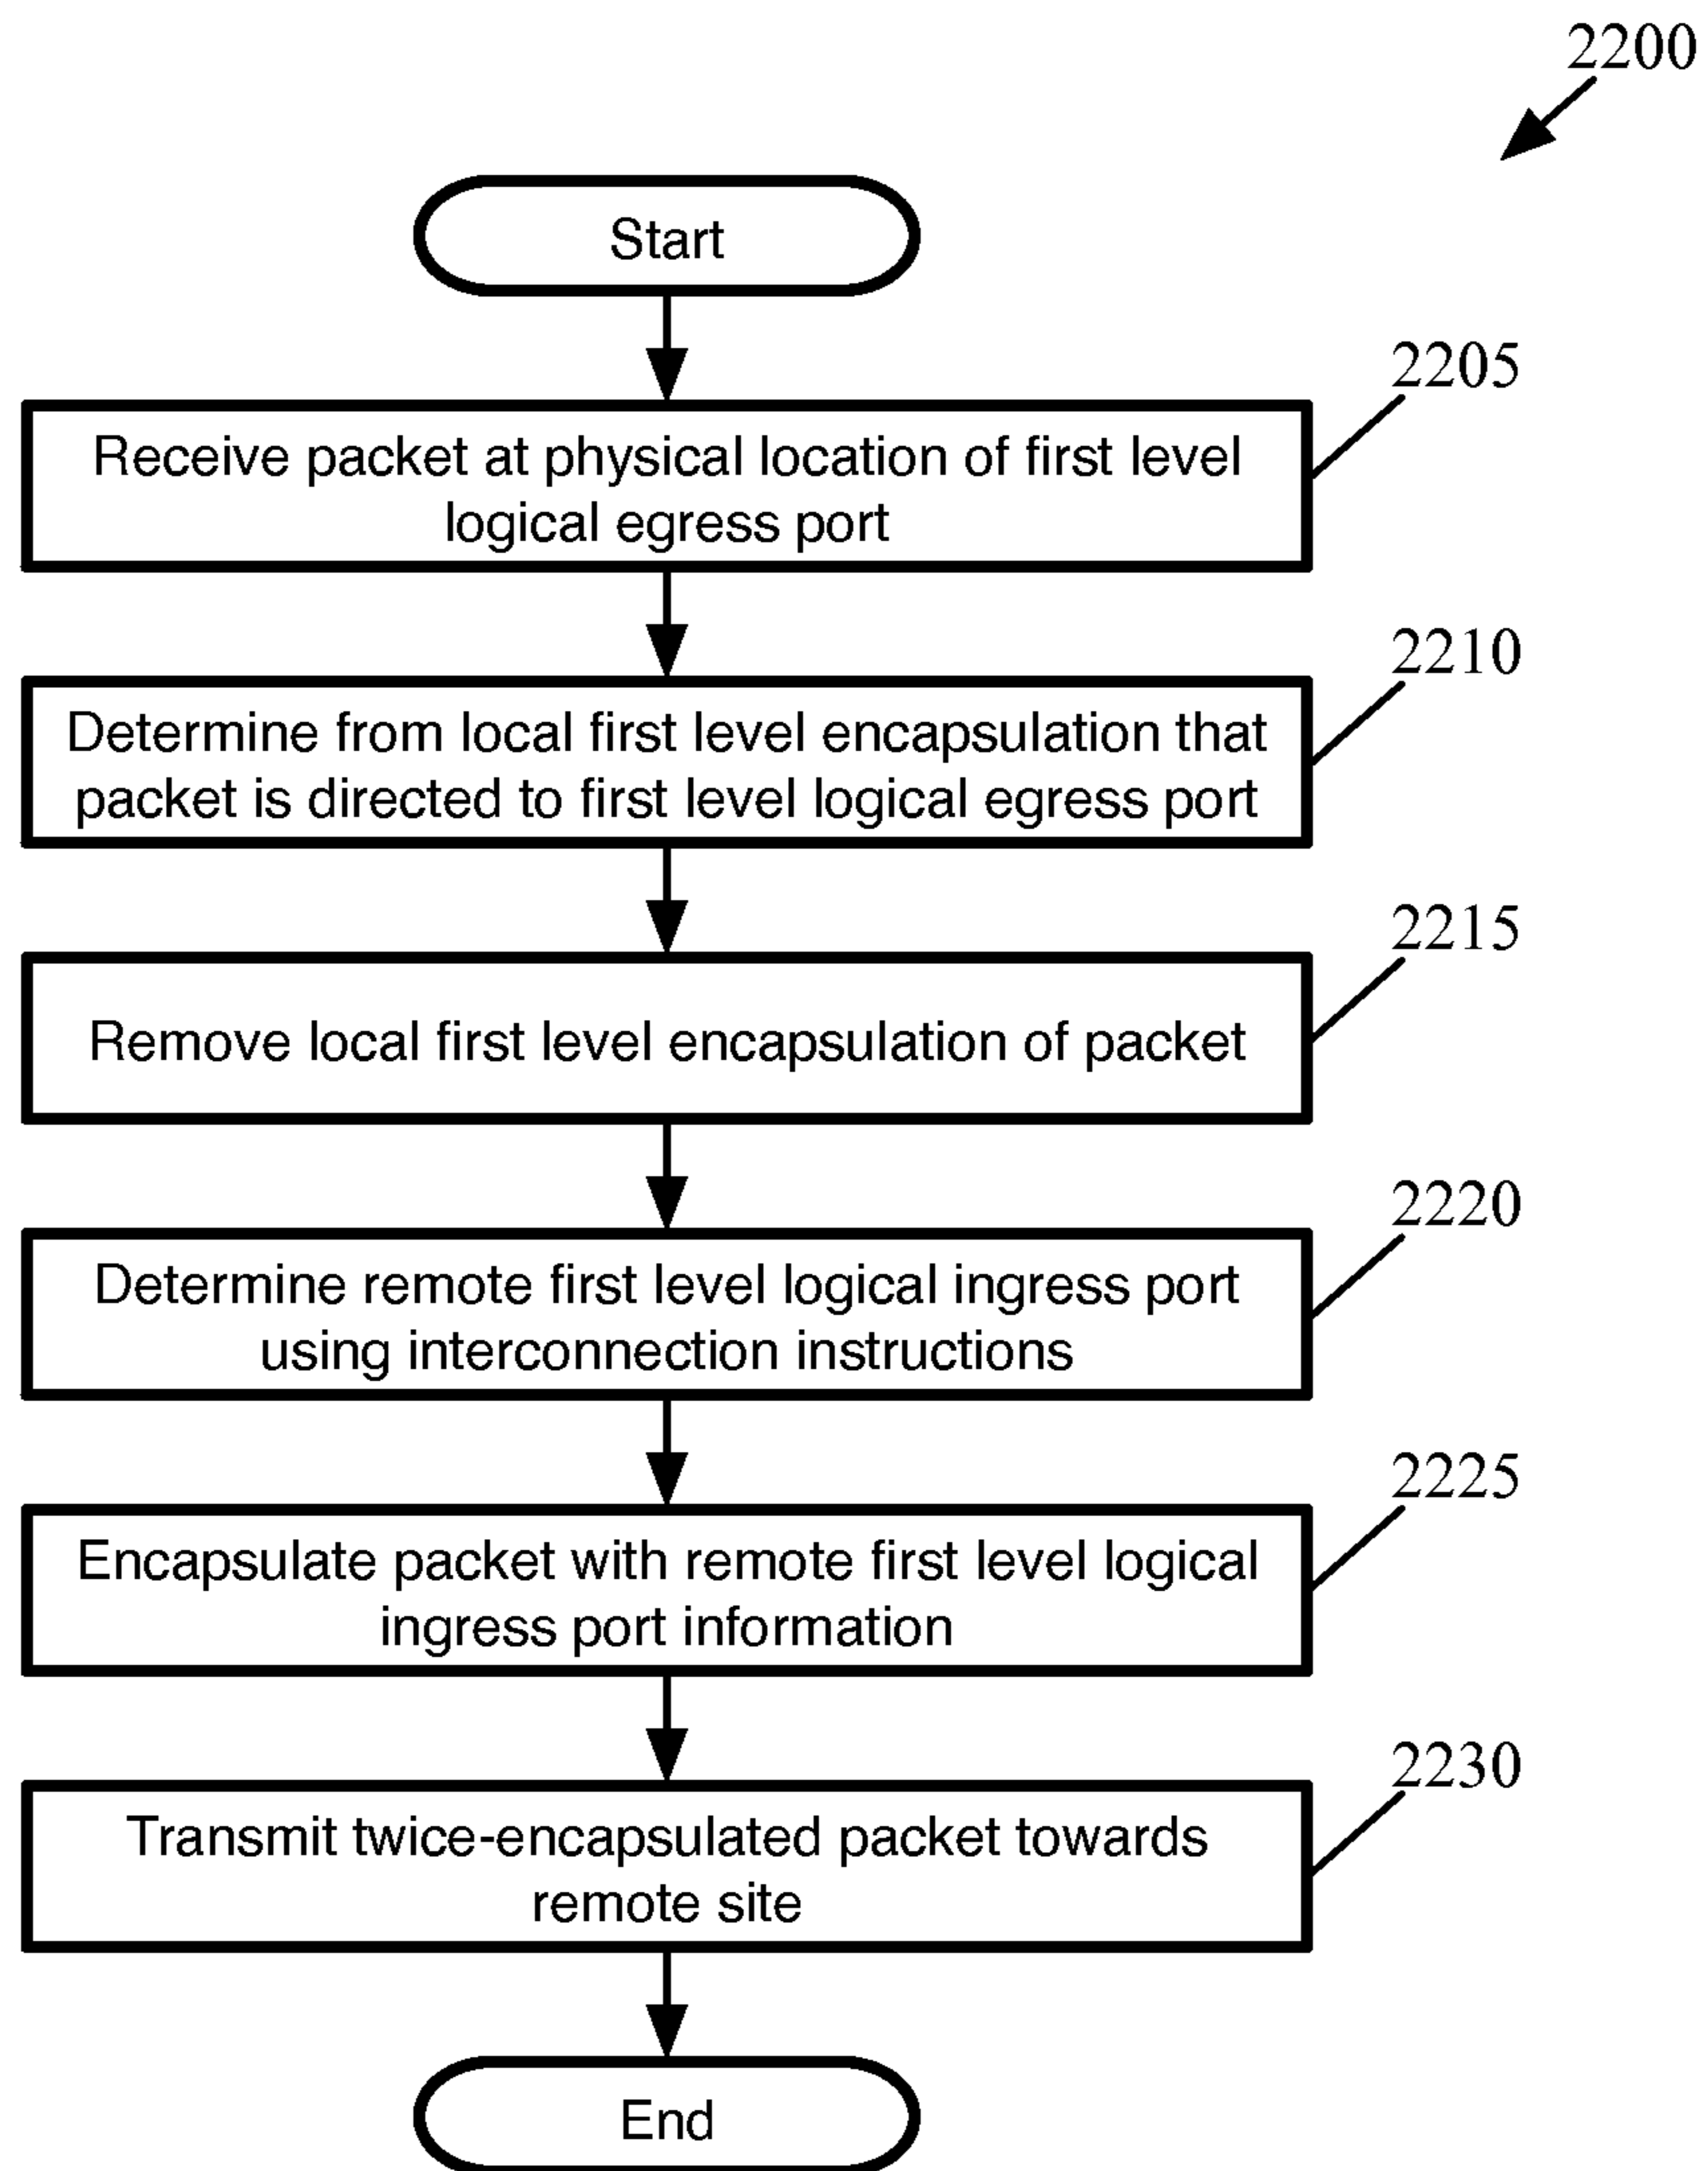 2200
Start
2205
Receive packet at physical location of first level
logical egress port
2210
Determine from local first level encapsulation that
packet is directed to first level logical egress port
2215
Remove local first level encapsulation of packet
2220
Determine remote first level logical ingress port
using interconnection instructions
2225
Encapsulate packet with remote first level logical
ingress port information
2230
Transmit twice-encapsulated packet towards
remote site
End